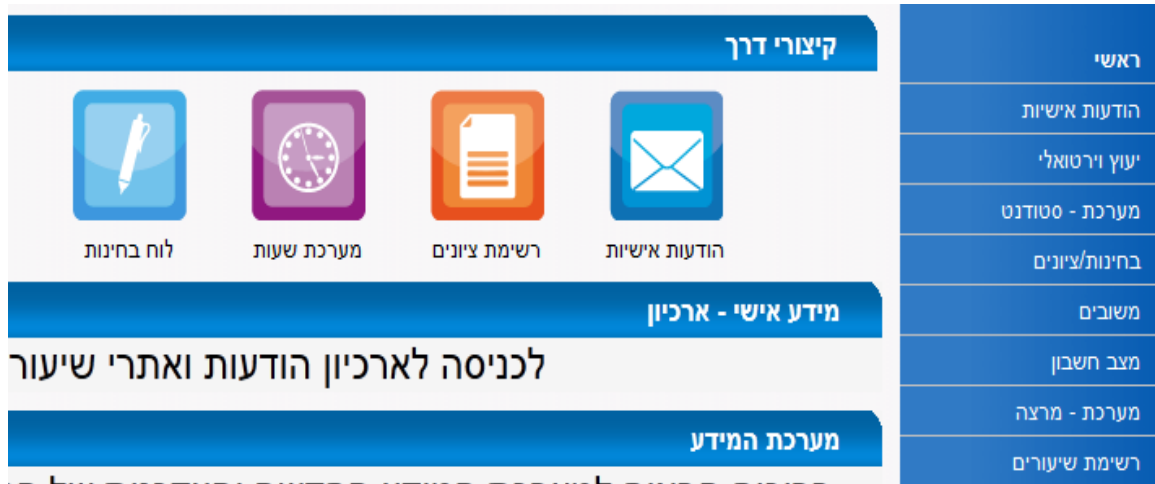 ראשי
הודעות אישיות
יעוץ וירטואלי
מערכת - סטודנט
בחינות/ציונים
משובים
מצב חשבון
מערכת - מרצה
רשימת שיעורים
קיצורי דרך
הודעות אישיות
רשימת ציונים
מערכת שעות
לוח בחינות
מידע אישי - ארכיון
לכניסה לארכיון הודעות ואתרי שיעור
מערכת המידע